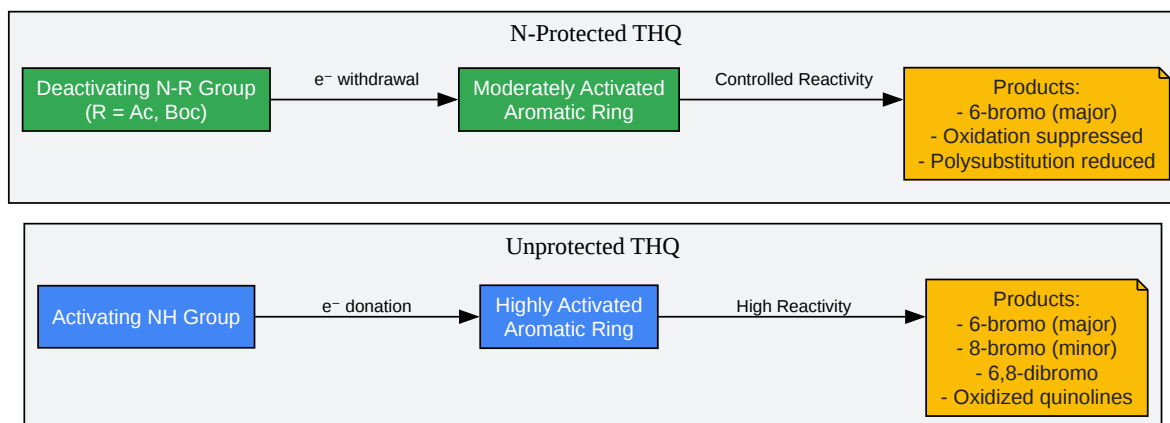 N-Protected THQ
Deactivating N-R Group
(R = Ac, Boc)
e⁻ withdrawal
Moderately Activated
Aromatic Ring
Controlled Reactivity
Products:
- 6-bromo (major)
- Oxidation suppressed
- Polysubstitution reduced
Unprotected THQ
Activating NH Group
e⁻ donation
Highly Activated
Aromatic Ring
High Reactivity
Products:
- 6-bromo (major)
- 8-bromo (minor)
- 6,8-dibromo
- Oxidized quinolines